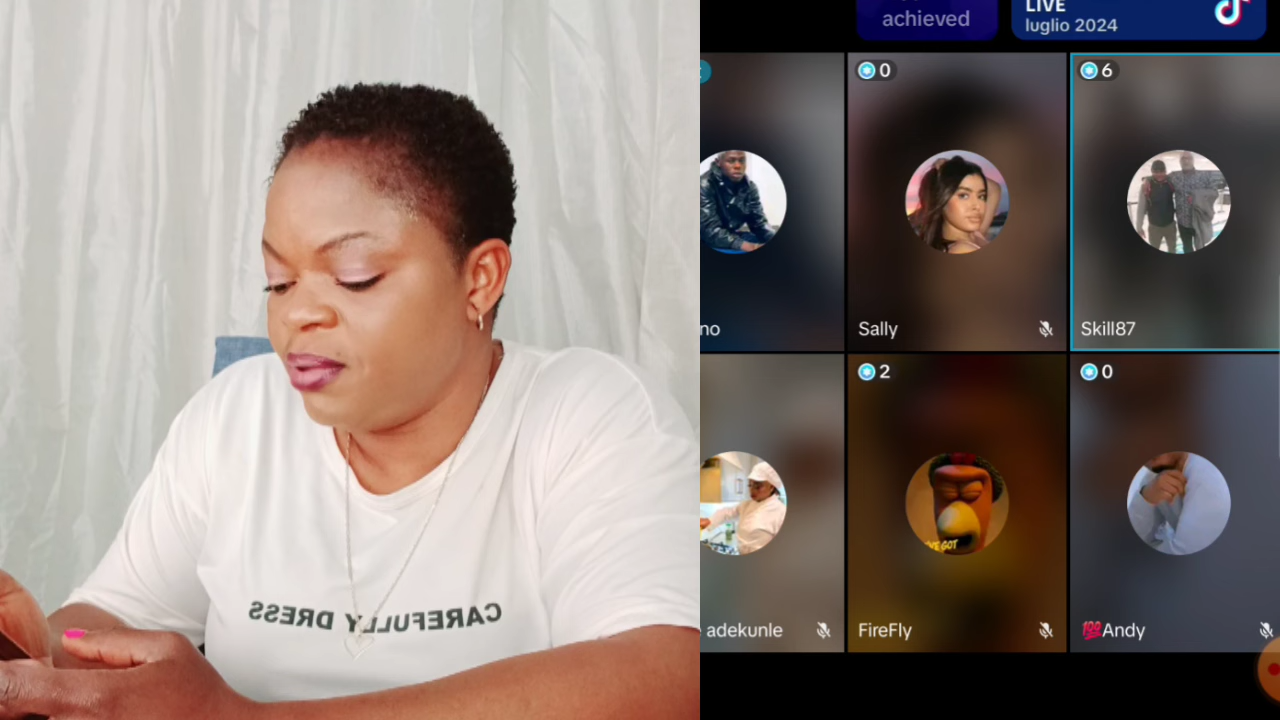 achieved
LIVE
luglio 2024
0
6
no
Sally
Skill87
CAREFULLY DRESS
2
0
adekunle
FireFly
💯Andy